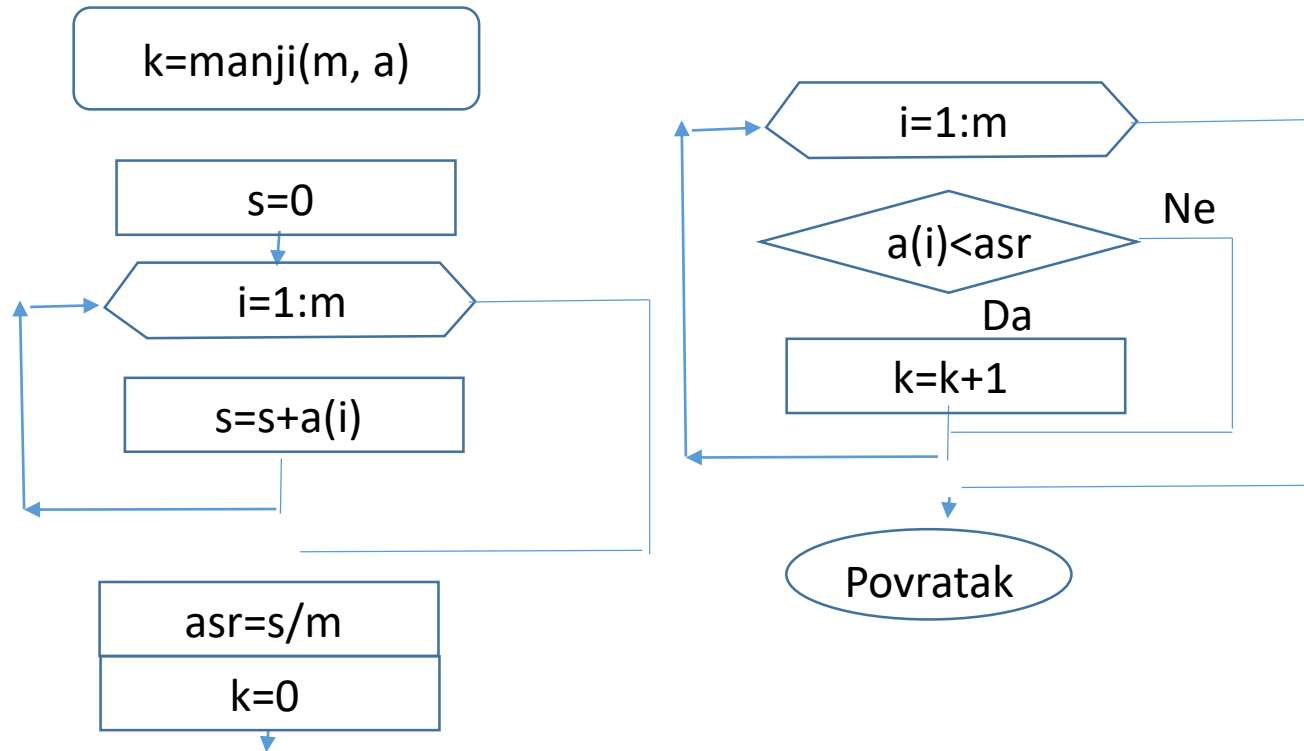 k=manji(m, a)
s=0
i=1:m
s=s+a(i)
asr=s/m
k=0
i=1:m
a(i)<asr
Ne
Da
k=k+1
Povratak